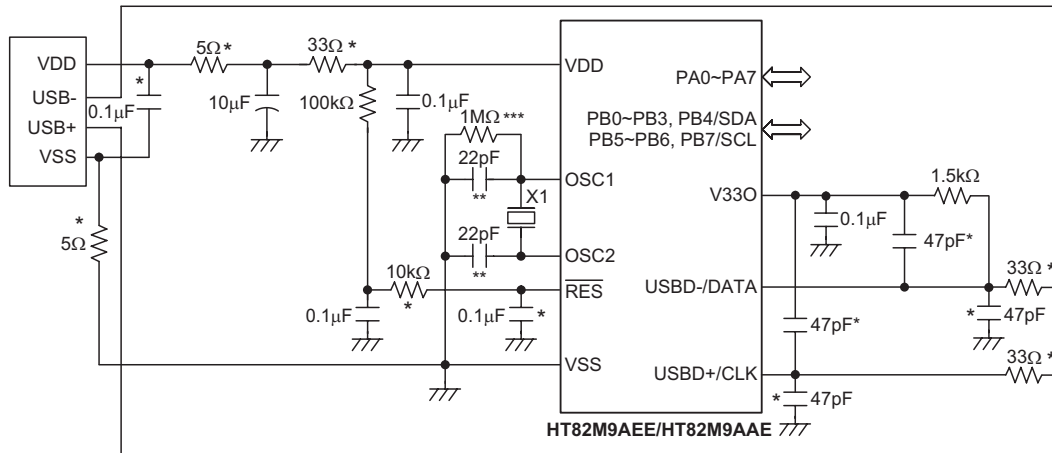 VDD
USB-
USB+
VSS
0.1µF
*
5Ω*
10µF
33Ω *
100kΩ
0.1µF
1MΩ ***
22pF
**
X1
22pF
**
10kΩ
*
0.1µF
0.1µF
*
*
5Ω
VDD
OSC1
OSC2
RES
VSS
PA0~PA7
PB0~PB3, PB4/SDA
PB5~PB6, PB7/SCL
V33O
USBD-/DATA
USBD+/CLK
0.1µF
1.5kΩ
47pF*
33Ω *
* 47pF
47pF*
33Ω *
* 47pF
HT82M9AEE/HT82M9AAE